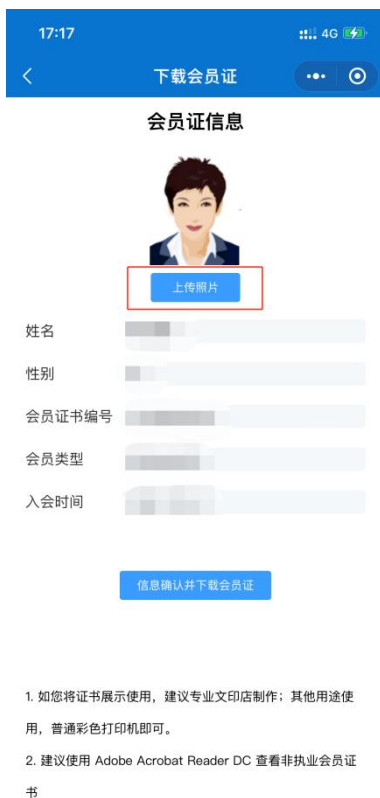 17:17
4G
下载会员证
会员证信息
上传照片
姓名
性别
会员证书编号
会员类型
入会时间
信息确认并下载会员证
1. 如您将证书展示使用，建议专业文印店制作；其他用途使
用，普通彩色打印机即可。
2. 建议使用 Adobe Acrobat Reader DC 查看非执业会员证
书